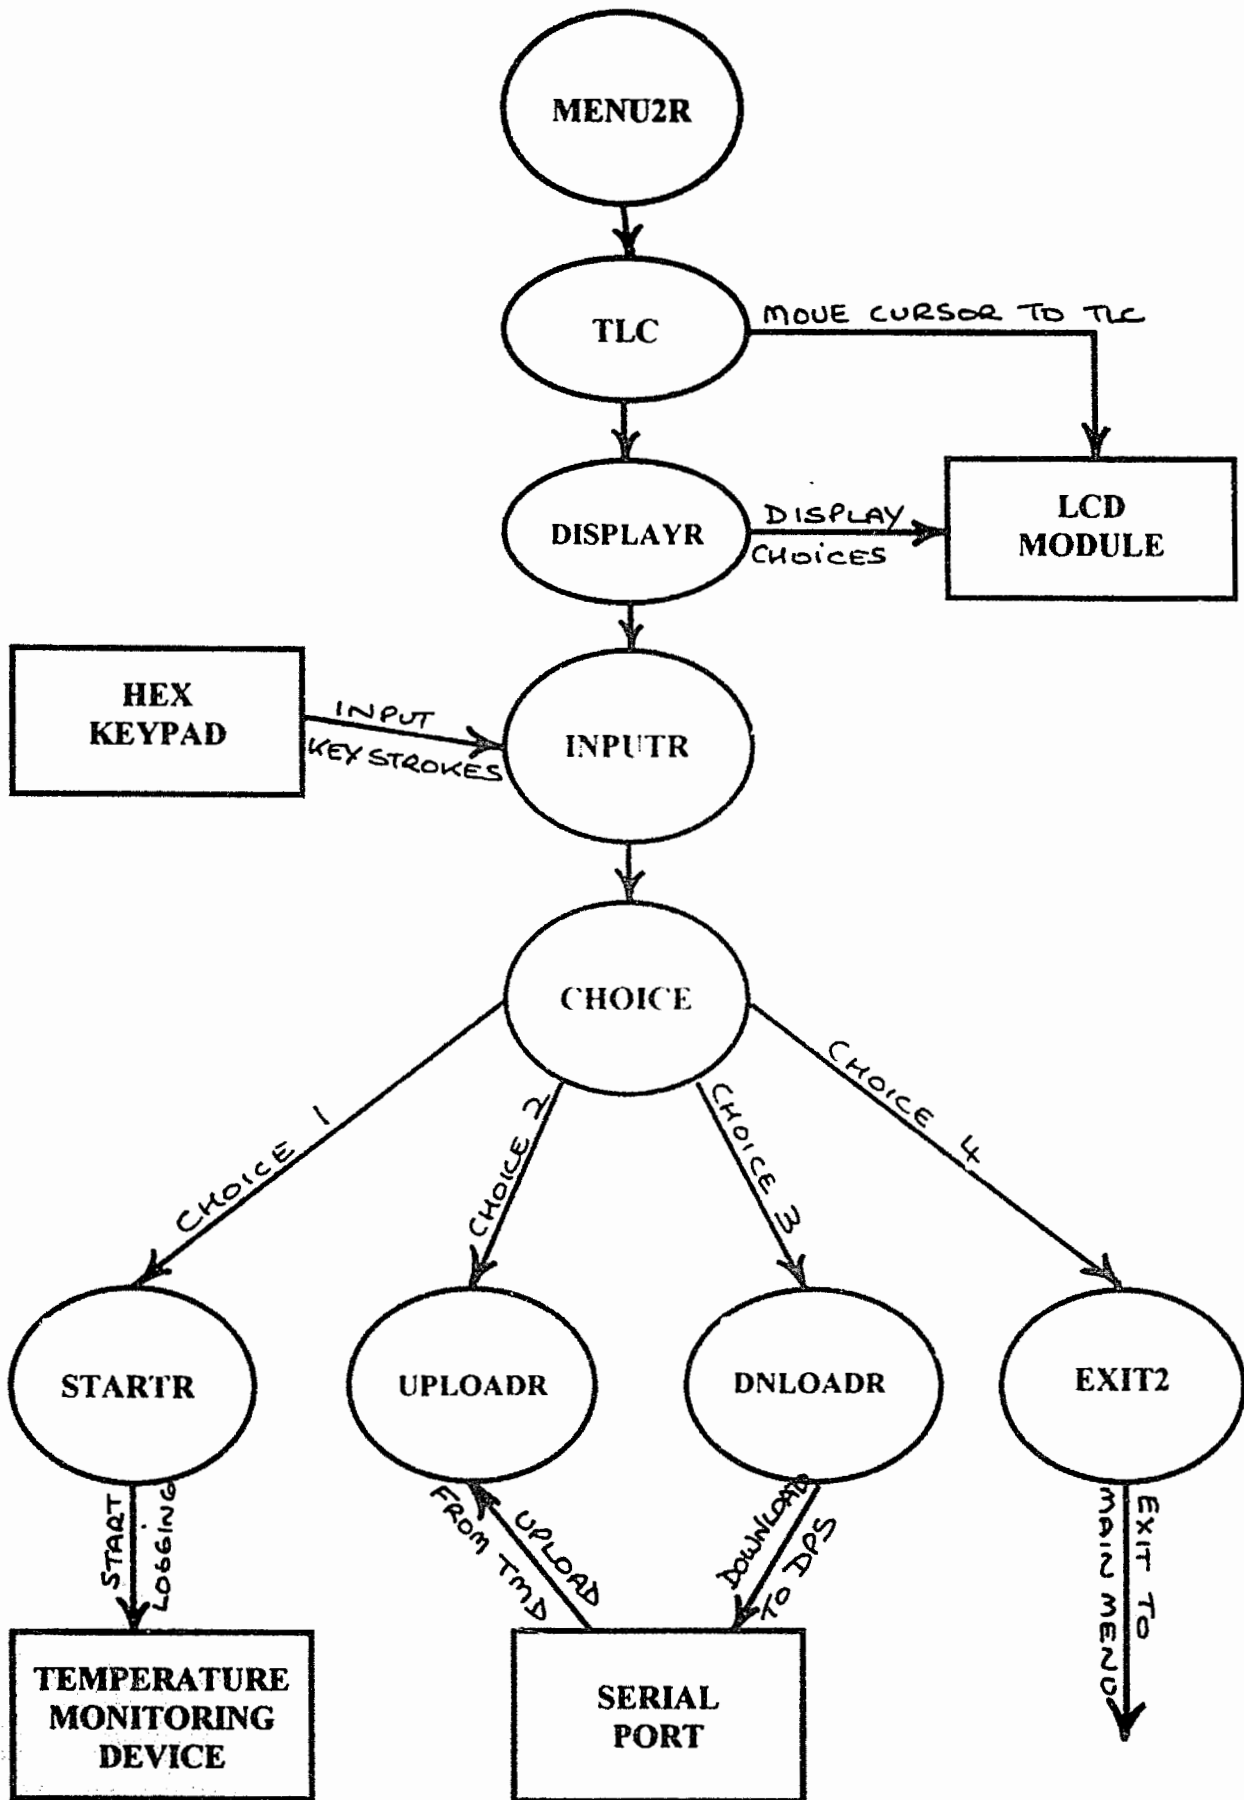 MENU2R
TLC
MOVE CURSOR TO TLC
DISPLAYR
DISPLAY
CHOICES
LCD
MODULE
HEX
KEYPAD
INPUT
KEY STROKES
INPUTR
CHOICE
CHOICE 1
CHOICE 2
CHOICE 3
CHOICE 4
STARTR
UPLOADR
DNLOADR
EXIT2
START
LOGGING
UPLOAD
FROM TMD
DOWNLOAD
TO DPS
EXIT TO
MAIN MENU
TEMPERATURE
MONITORING
DEVICE
SERIAL
PORT